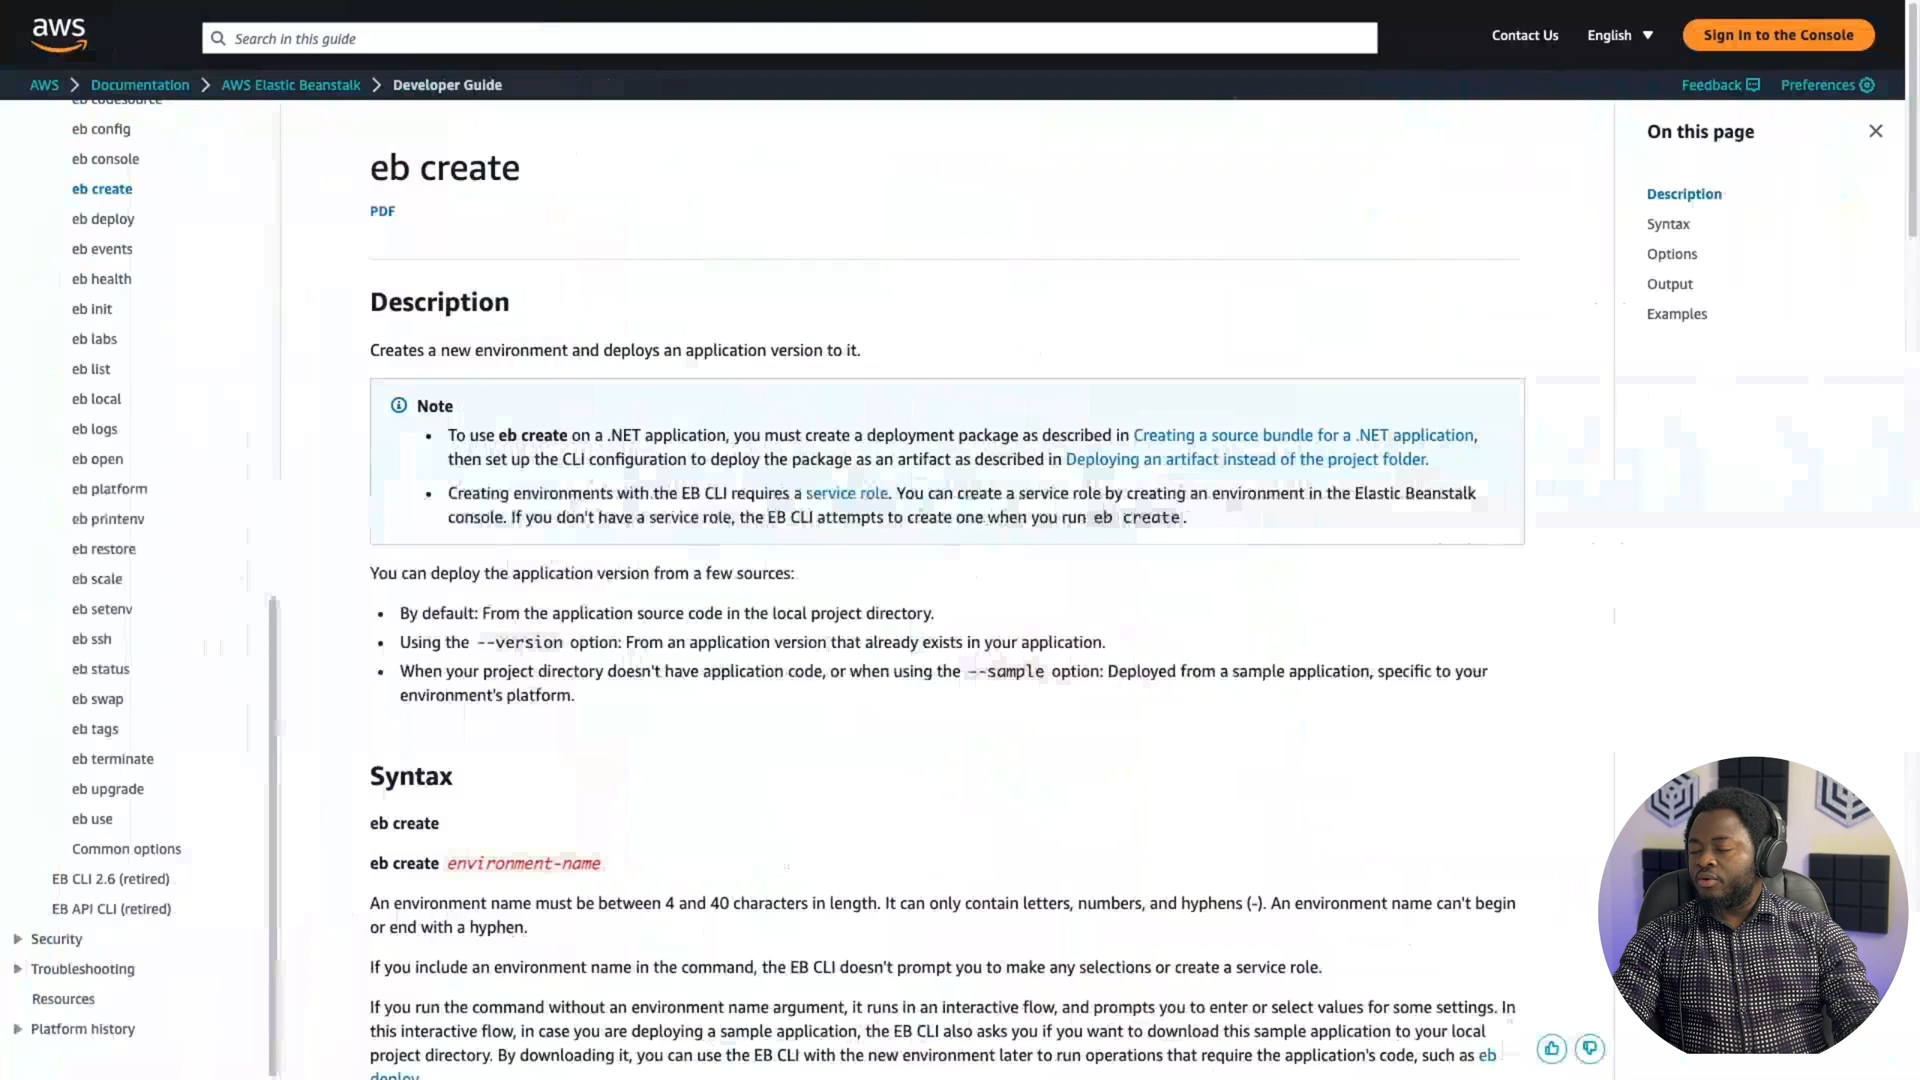 aws
Search in this guide
Contact Us
English
Sign In to the Console
AWS
Documentation
AWS Elastic Beanstalk
Developer Guide
Feedback
Preferences
eb codesource
eb config
eb console
eb create
eb deploy
eb events
eb health
eb init
eb labs
eb list
eb local
eb logs
eb open
eb platform
eb printenv
eb restore
eb scale
eb setenv
eb ssh
eb status
eb swap
eb tags
eb terminate
eb upgrade
eb use
Common options
EB CLI 2.6 (retired)
EB API CLI (retired)
Security
Troubleshooting
Resources
Platform history
eb create
PDF
Description
Creates a new environment and deploys an application version to it.
Note
• To use eb create on a .NET application, you must create a deployment package as described in Creating a source bundle for a .NET application,
then set up the CLI configuration to deploy the package as an artifact as described in Deploying an artifact instead of the project folder.
• Creating environments with the EB CLI requires a service role. You can create a service role by creating an environment in the Elastic Beanstalk
console. If you don't have a service role, the EB CLI attempts to create one when you run eb create.
You can deploy the application version from a few sources:
• By default: From the application source code in the local project directory.
• Using the --version option: From an application version that already exists in your application.
• When your project directory doesn't have application code, or when using the --sample option: Deployed from a sample application, specific to your
environment's platform.
Syntax
eb create
eb create environment-name
An environment name must be between 4 and 40 characters in length. It can only contain letters, numbers, and hyphens (-). An environment name can't begin
or end with a hyphen.
If you include an environment name in the command, the EB CLI doesn't prompt you to make any selections or create a service role.
If you run the command without an environment name argument, it runs in an interactive flow, and prompts you to enter or select values for some settings. In
this interactive flow, in case you are deploying a sample application, the EB CLI also asks you if you want to download this sample application to your local
project directory. By downloading it, you can use the EB CLI with the new environment later to run operations that require the application's code, such as eb
deploy.
On this page
Description
Syntax
Options
Output
Examples